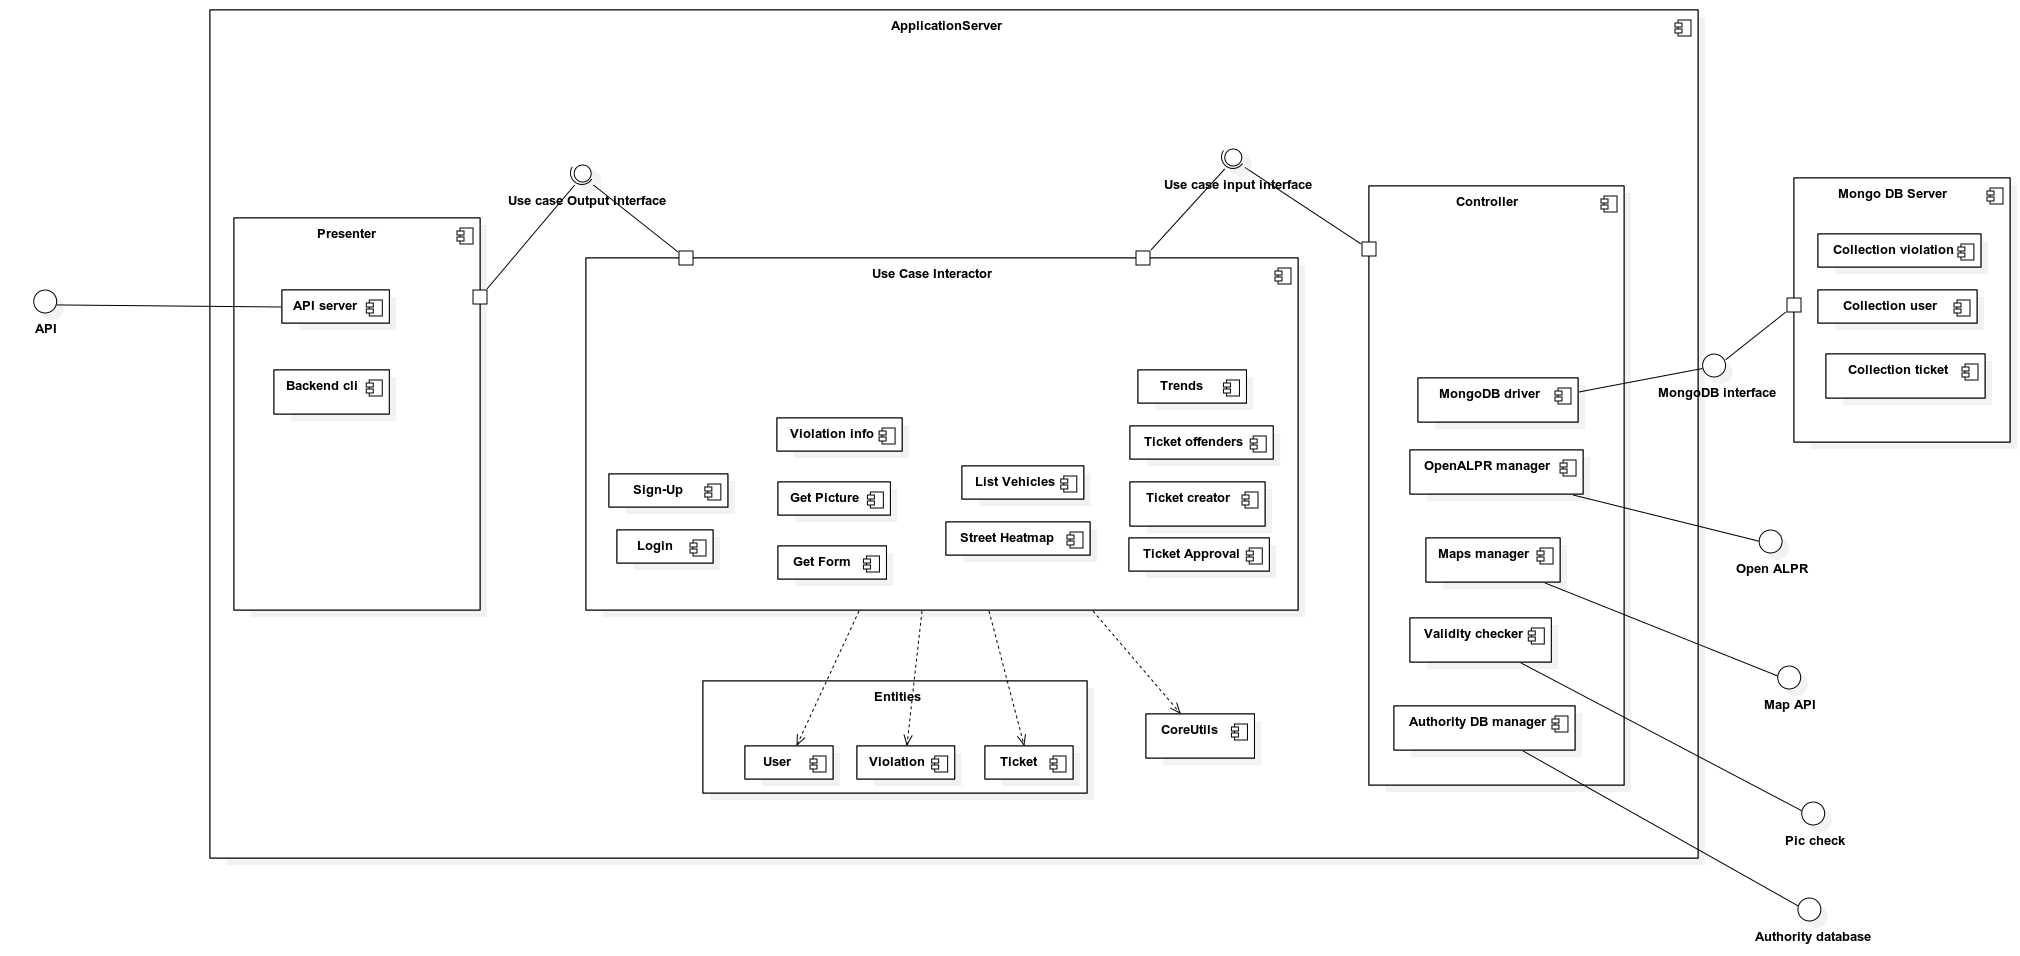 ApplicationServer
Use case Output interface
Use case input interface
Presenter
API server
Backend cli
API
Use Case Interactor
Trends
Violation info
Ticket offenders
Sign-Up
Get Picture
List Vehicles
Ticket creator
Login
Get Form
Street Heatmap
Ticket Approval
Entities
User
Violation
Ticket
CoreUtils
Controller
MongoDB driver
OpenALPR manager
Maps manager
Validity checker
Authority DB manager
Mongo DB Server
Collection violation
Collection user
Collection ticket
MongoDB interface
Open ALPR
Map API
Pic check
Authority database